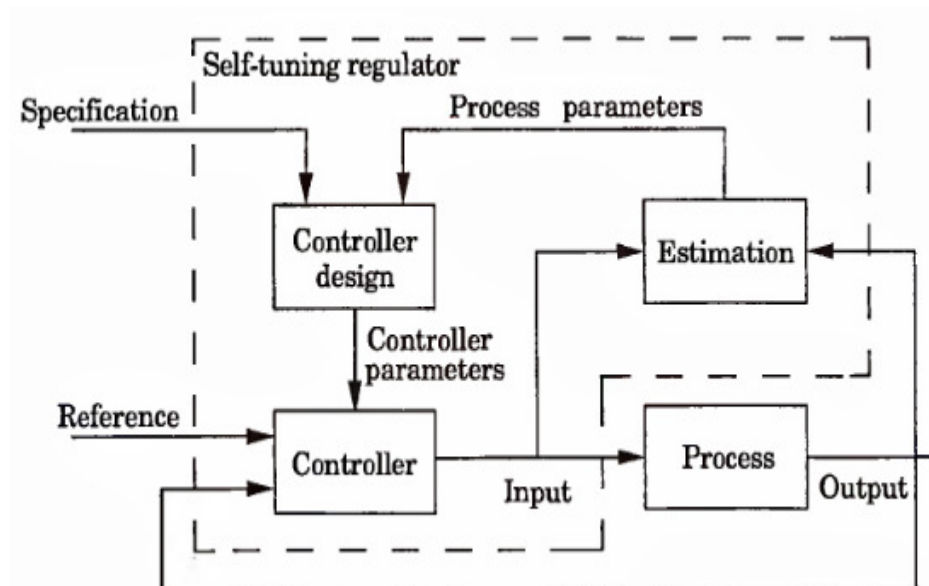 Self-tuning regulator
Specification
Process parameters
Controller
design
Estimation
Controller
parameters
Reference
Controller
Input
Process
Output